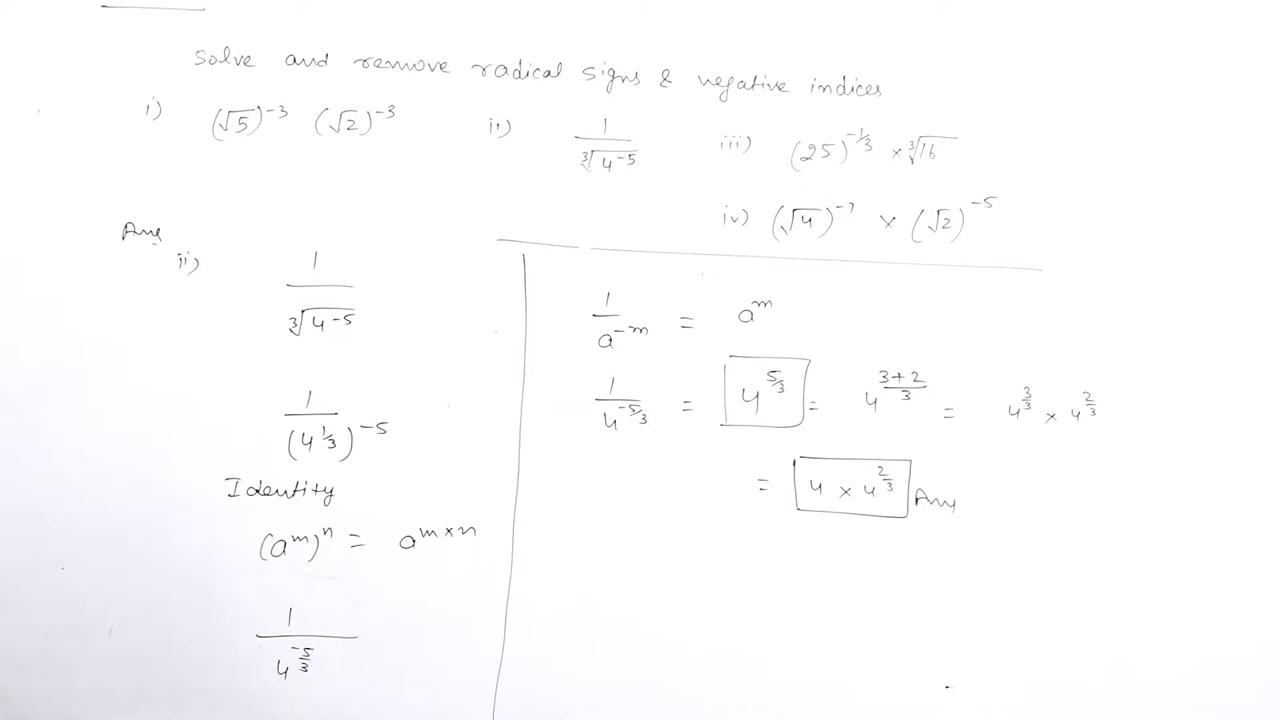 Solve and remove radical signs & negative indices
i) (√5)⁻³ (√2)⁻³ ii) 1/∛(4⁻⁵) iii) (25)^(-1/3) × ∛16
iv) (√4)⁻⁷ × (√2)⁻⁵
Ans
ii) 1/∛(4⁻⁵)
1/(4^(1/3))⁻⁵
Identity
(aᵐ)ⁿ = a^(m×n)
1/4^(-5/3)
1/a⁻ᵐ = aᵐ
1/4^(-5/3) = 4^(5/3) = 4^((3+2)/3) = 4^(3/3) × 4^(2/3)
= 4 × 4^(2/3) Ans